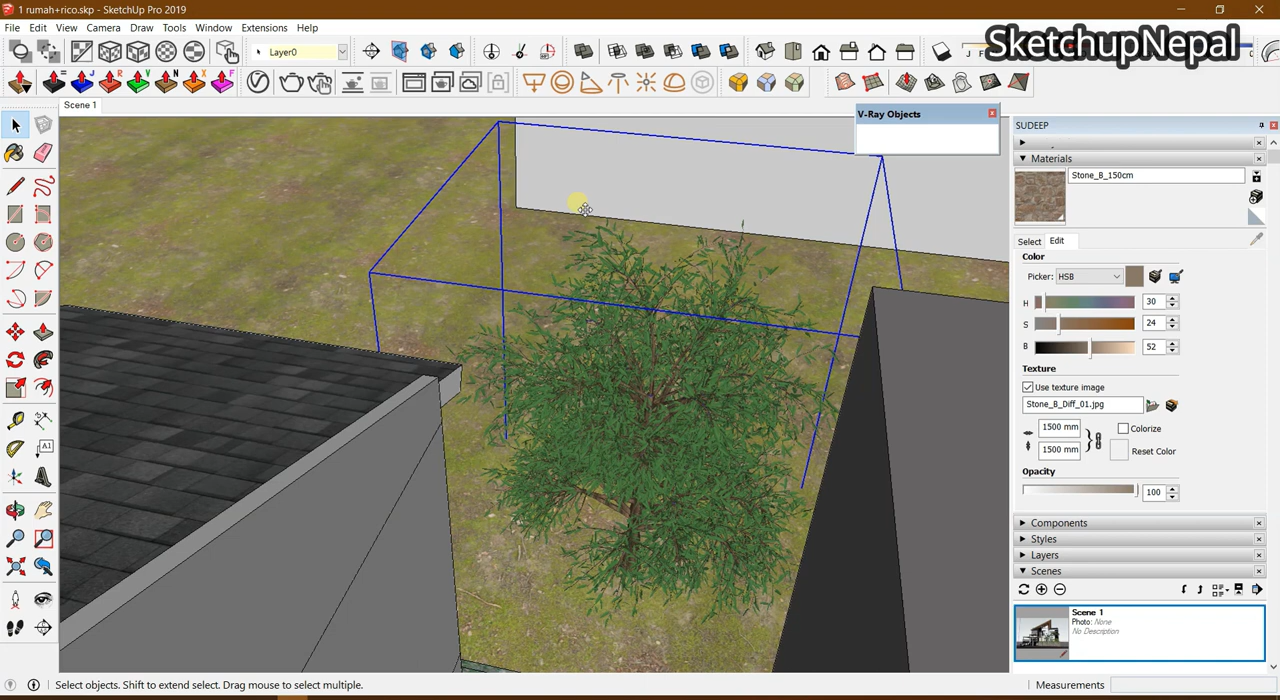 1 rumah+rico.skp - SketchUp Pro 2019
File Edit View Camera Draw Tools Window Extensions Help
Layer0
SketchupNepal
Scene 1
V-Ray Objects
SUDEEP
Materials
Stone_B_150cm
Select Edit
Color
Picker: HSB
H 30
S 24
B 52
Texture
Use texture image
Stone_B_Diff_01.jpg
1500 mm Colorize
1500 mm Reset Color
Opacity
100
Components
Styles
Layers
Scenes
Scene 1
Photo: None
No Description
Select objects. Shift to extend select. Drag mouse to select multiple.
Measurements